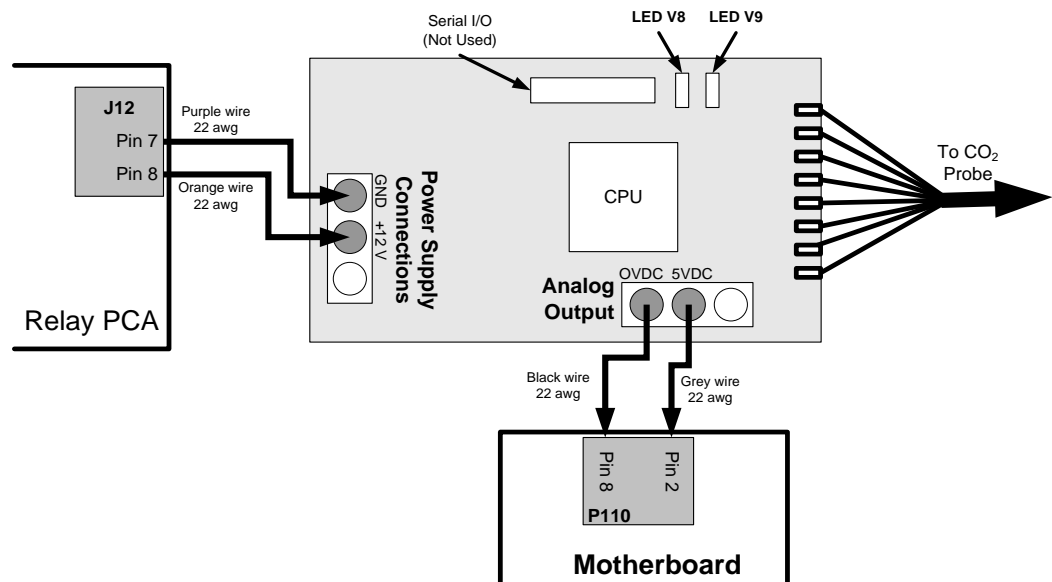 Serial I/O
(Not Used)
LED V8
LED V9
J12
Pin 7
Pin 8
Purple wire
22 awg
Orange wire
22 awg
Relay PCA
GND
+12 V
Power Supply
Connections
CPU
To CO₂
Probe
Analog
Output
OVDC
5VDC
Black wire
22 awg
Grey wire
22 awg
Pin 8
Pin 2
P110
Motherboard